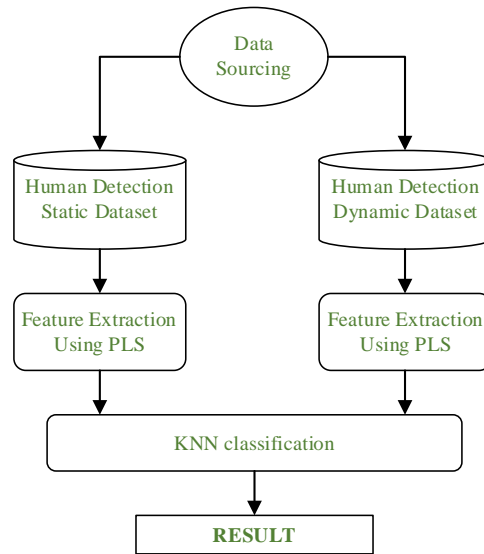 Data
Sourcing
Human Detection
Static Dataset
Human Detection
Dynamic Dataset
Feature Extraction
Using PLS
Feature Extraction
Using PLS
KNN classification
RESULT